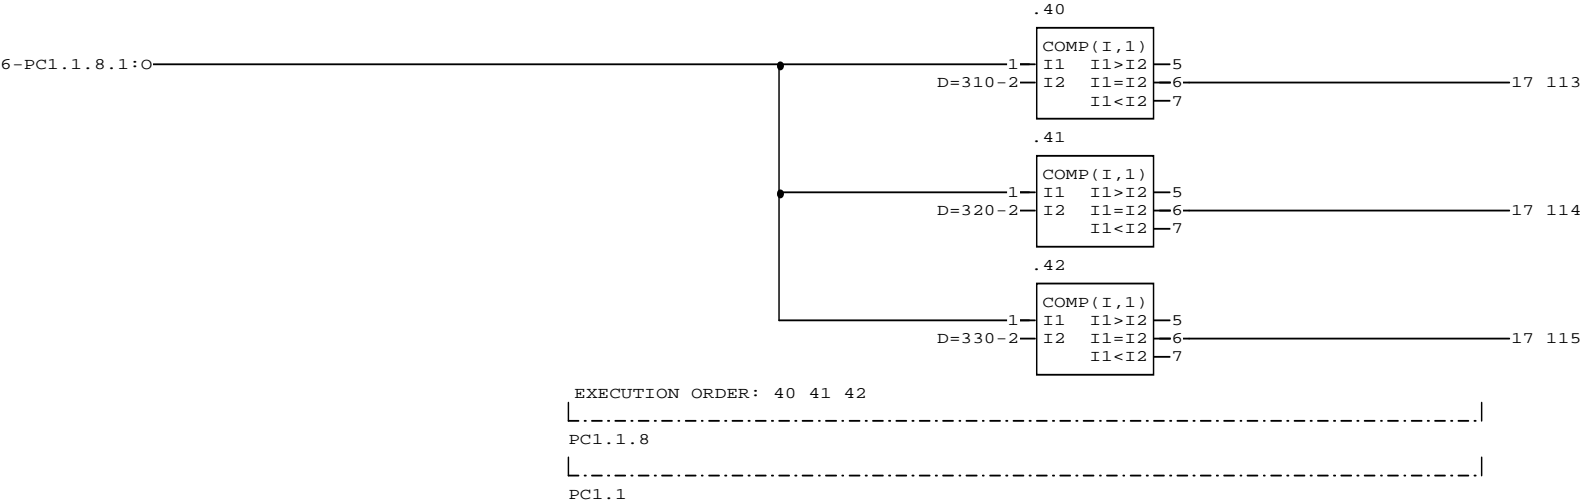 .40
COMP(I,1)
6-PC1.1.8.1:O 1 I1 I1>I2 5
D=310-2 I2 I1=I2 6 17 113
I1<I2 7
.41
COMP(I,1)
1 I1 I1>I2 5
D=320-2 I2 I1=I2 6 17 114
I1<I2 7
.42
COMP(I,1)
1 I1 I1>I2 5
D=330-2 I2 I1=I2 6 17 115
I1<I2 7
EXECUTION ORDER: 40 41 42
PC1.1.8
PC1.1